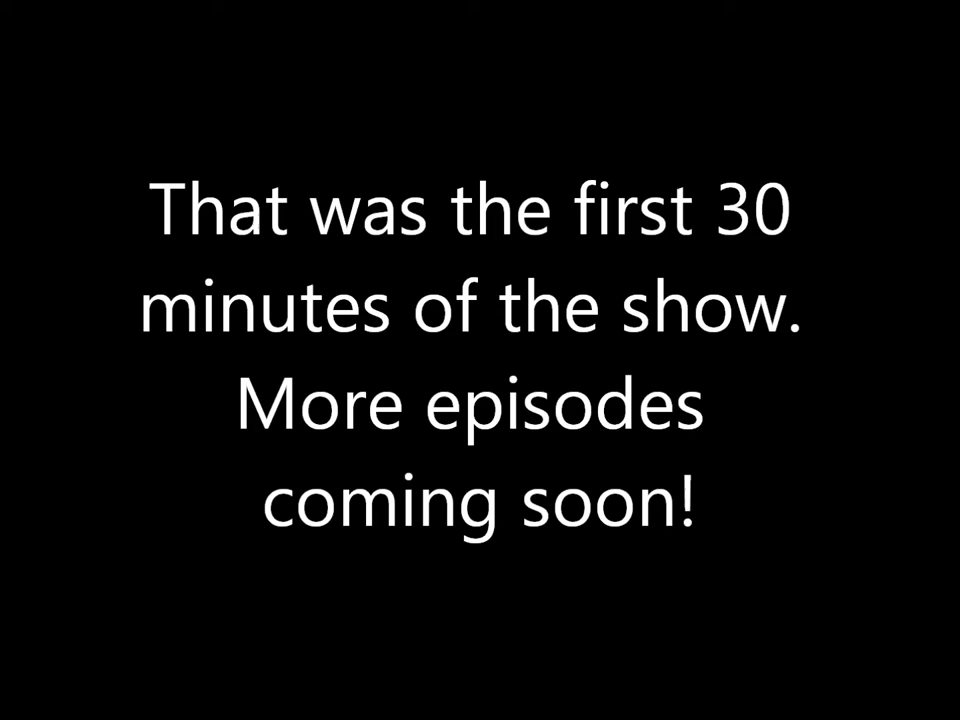 That was the first 30
minutes of the show.
More episodes
coming soon!